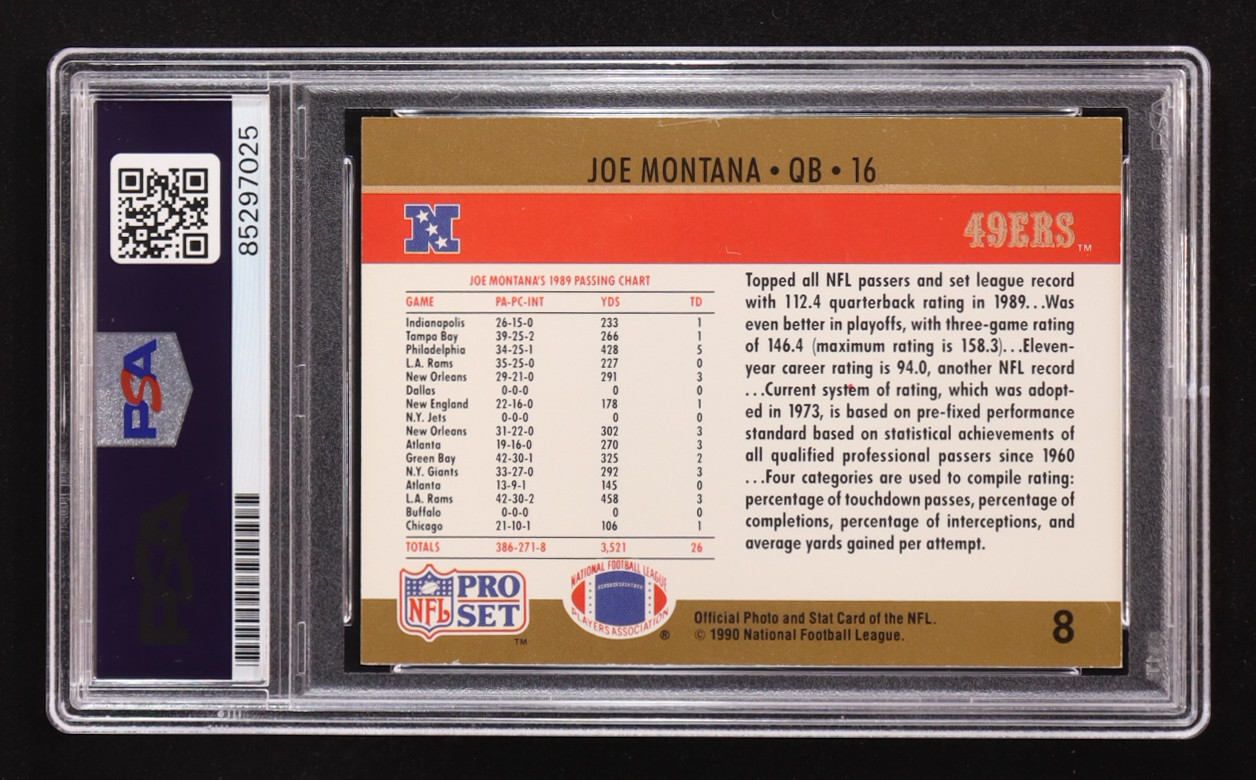 85297025
PSA
PSA
PSA
JOE MONTANA • QB • 16
N
49ERS TM
JOE MONTANA'S 1989 PASSING CHART
GAME PA-PC-INT YDS TD
Indianapolis 26-15-0 233 1
Tampa Bay 39-25-2 266 1
Philadelphia 34-25-1 428 5
L.A. Rams 35-25-0 227 0
New Orleans 29-21-0 291 3
Dallas 0-0-0 0 0
New England 22-16-0 178 1
N.Y. Jets 0-0-0 0 0
New Orleans 31-22-0 302 3
Atlanta 19-16-0 270 3
Green Bay 42-30-1 325 2
N.Y. Giants 33-27-0 292 3
Atlanta 13-9-1 145 0
L.A. Rams 42-30-2 458 3
Buffalo 0-0-0 0 0
Chicago 21-10-1 106 1
TOTALS 386-271-8 3,521 26
Topped all NFL passers and set league record
with 112.4 quarterback rating in 1989...Was
even better in playoffs, with three-game rating
of 146.4 (maximum rating is 158.3)...Eleven-
year career rating is 94.0, another NFL record
...Current system of rating, which was adopt-
ed in 1973, is based on pre-fixed performance
standard based on statistical achievements of
all qualified professional passers since 1960
...Four categories are used to compile rating:
percentage of touchdown passes, percentage of
completions, percentage of interceptions, and
average yards gained per attempt.
NFL PRO SET TM
NATIONAL FOOTBALL LEAGUE
PLAYERS ASSOCIATION ®
Official Photo and Stat Card of the NFL.
© 1990 National Football League.
8
PSA